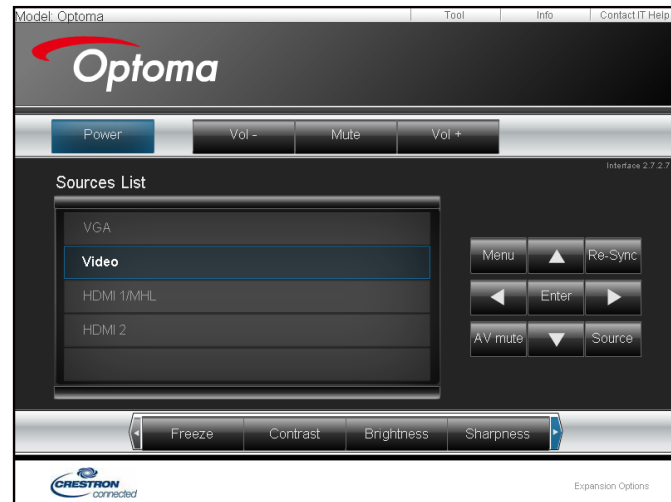 Model: Optoma
Tool Info Contact IT Help
Optoma
Power Vol - Mute Vol +
Interface 2.7.2.7
Sources List
VGA
Video
HDMI 1/MHL
HDMI 2
Menu Re-Sync
Enter
AV mute Source
Freeze Contrast Brightness Sharpness
CRESTRON
connected
Expansion Options